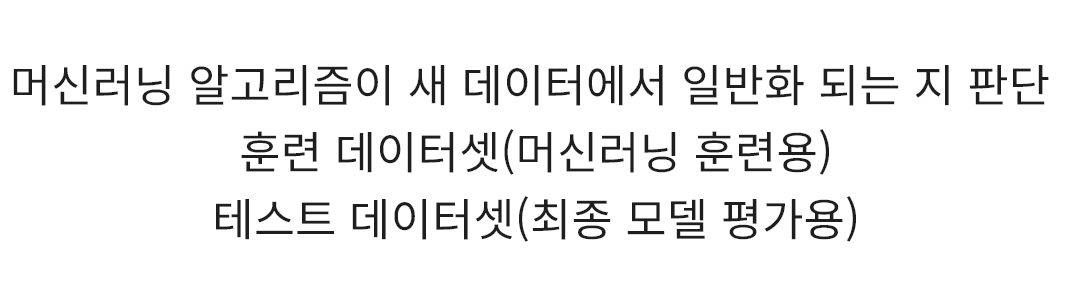 머신러닝 알고리즘이 새 데이터에서 일반화 되는 지 판단
훈련 데이터셋(머신러닝 훈련용)
테스트 데이터셋(최종 모델 평가용)